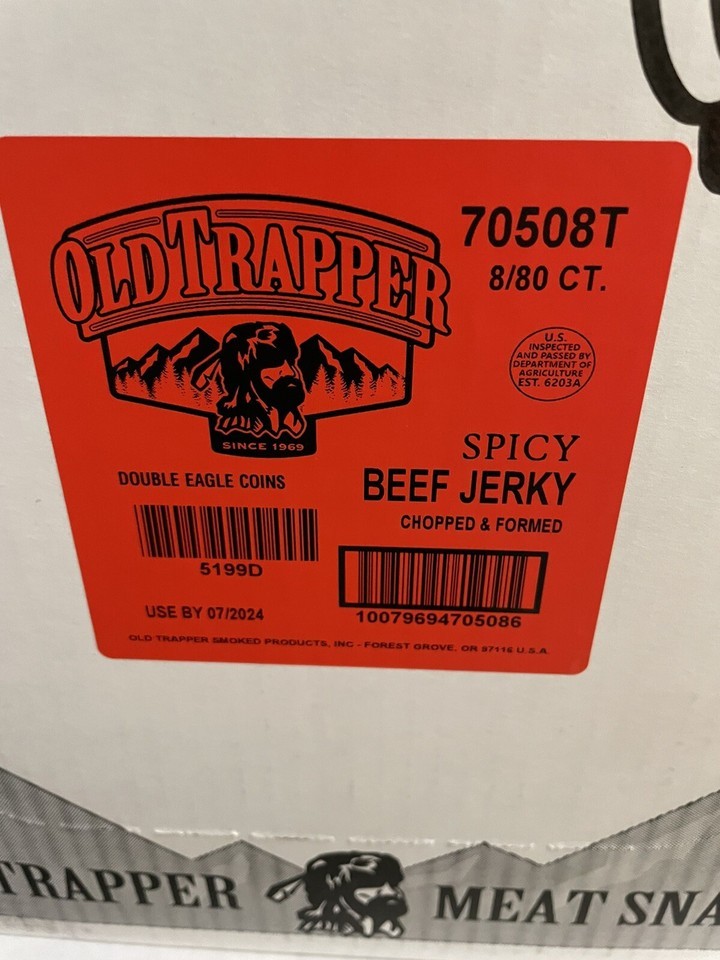 OLD TRAPPER
SINCE 1969
70508T
8/80 CT.
U.S.
INSPECTED
AND PASSED BY
DEPARTMENT OF
AGRICULTURE
EST. 6203A
SPICY
BEEF JERKY
CHOPPED & FORMED
DOUBLE EAGLE COINS
5199D
10079694705086
USE BY 07/2024
OLD TRAPPER SMOKED PRODUCTS, INC - FOREST GROVE, OR 97116 U.S.A.
TRAPPER MEAT SNA